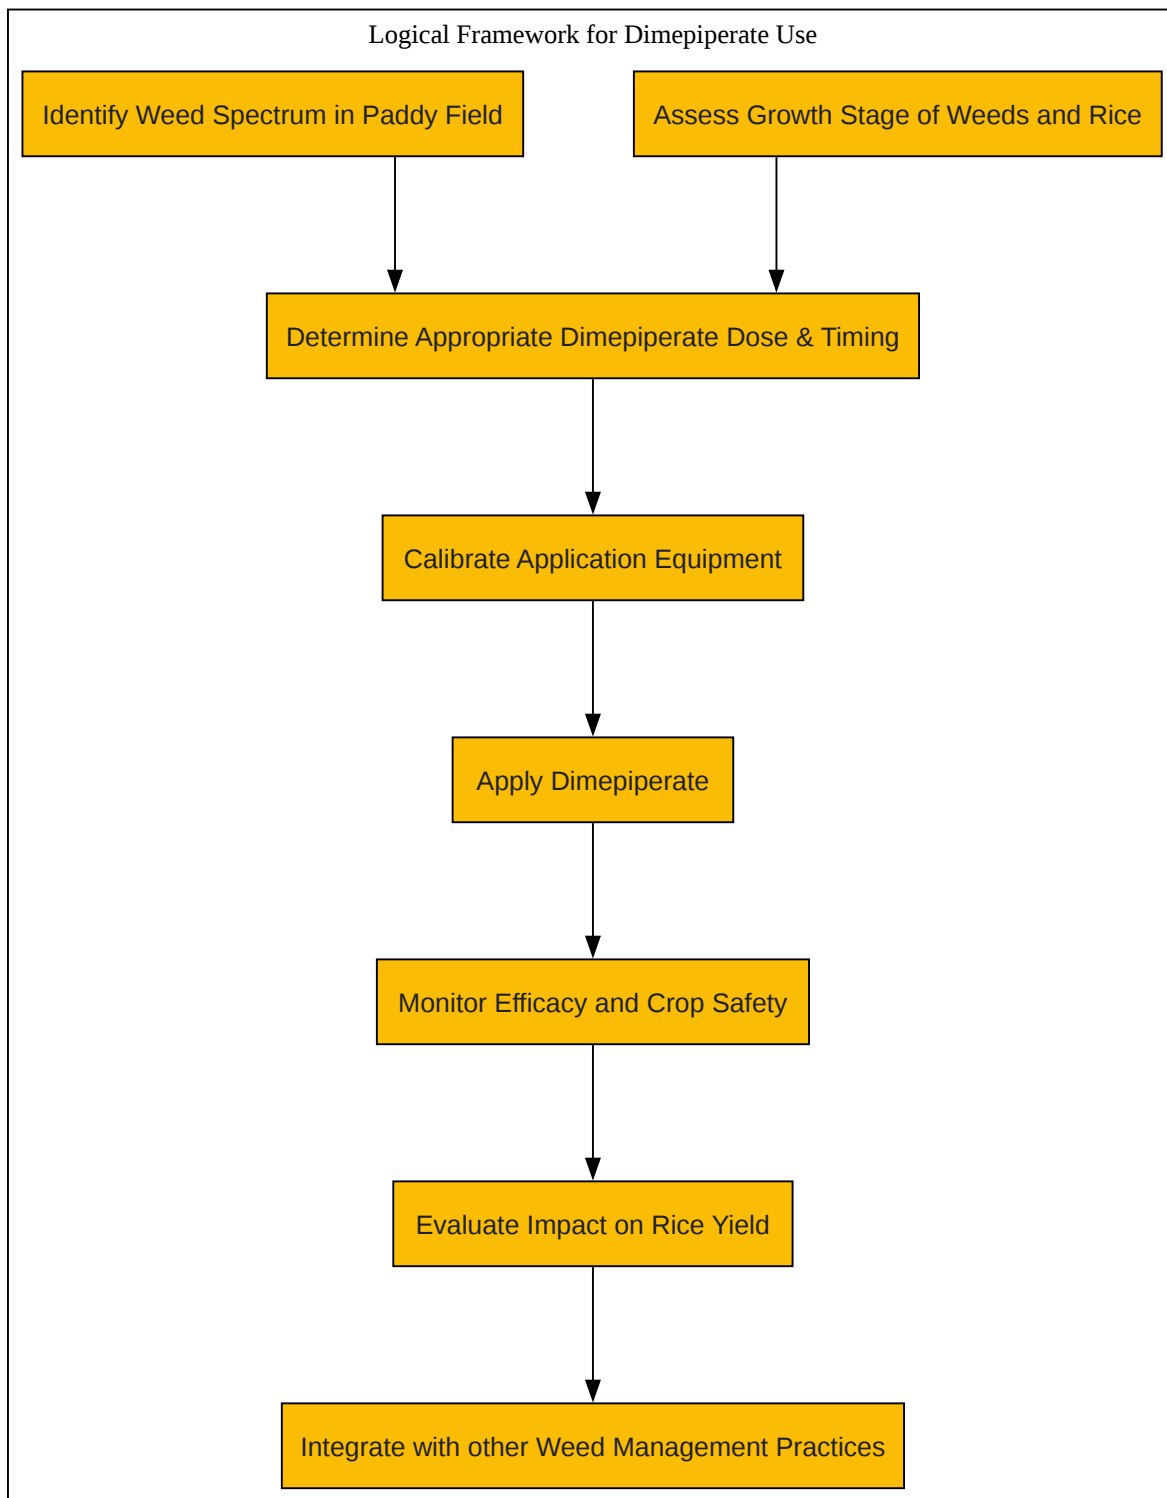 Logical Framework for Dimepiperate Use
Identify Weed Spectrum in Paddy Field
Assess Growth Stage of Weeds and Rice
Determine Appropriate Dimepiperate Dose & Timing
Calibrate Application Equipment
Apply Dimepiperate
Monitor Efficacy and Crop Safety
Evaluate Impact on Rice Yield
Integrate with other Weed Management Practices